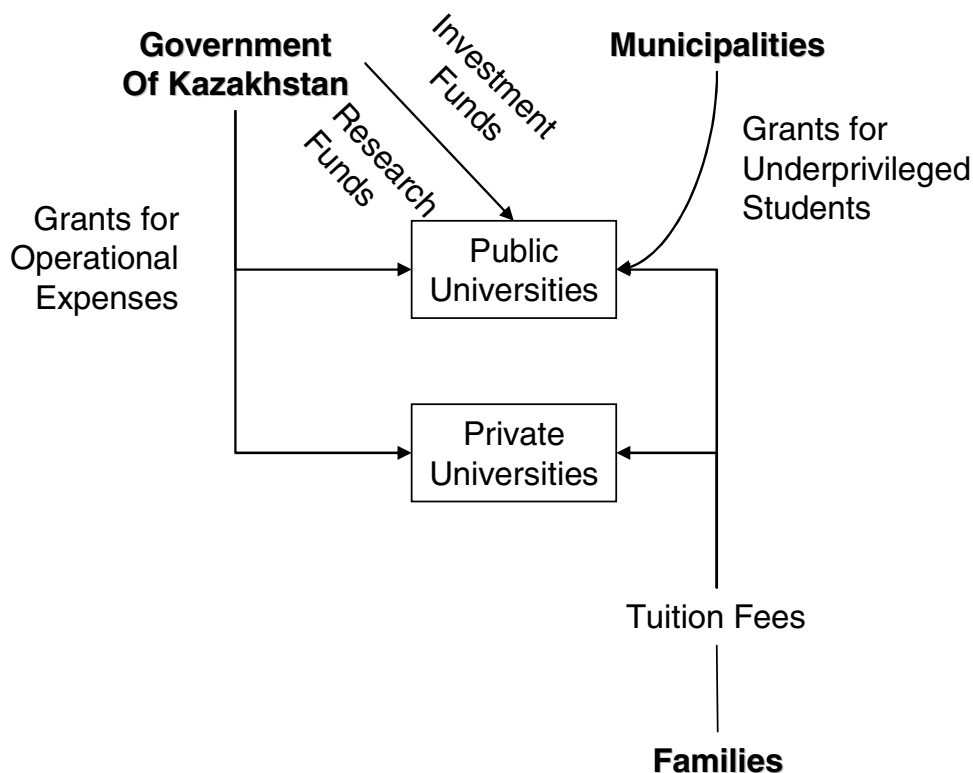 Government
Of Kazakhstan
Investment
Funds
Research
Funds
Municipalities
Grants for
Underprivileged
Students
Grants for
Operational
Expenses
Public
Universities
Private
Universities
Tuition Fees
Families